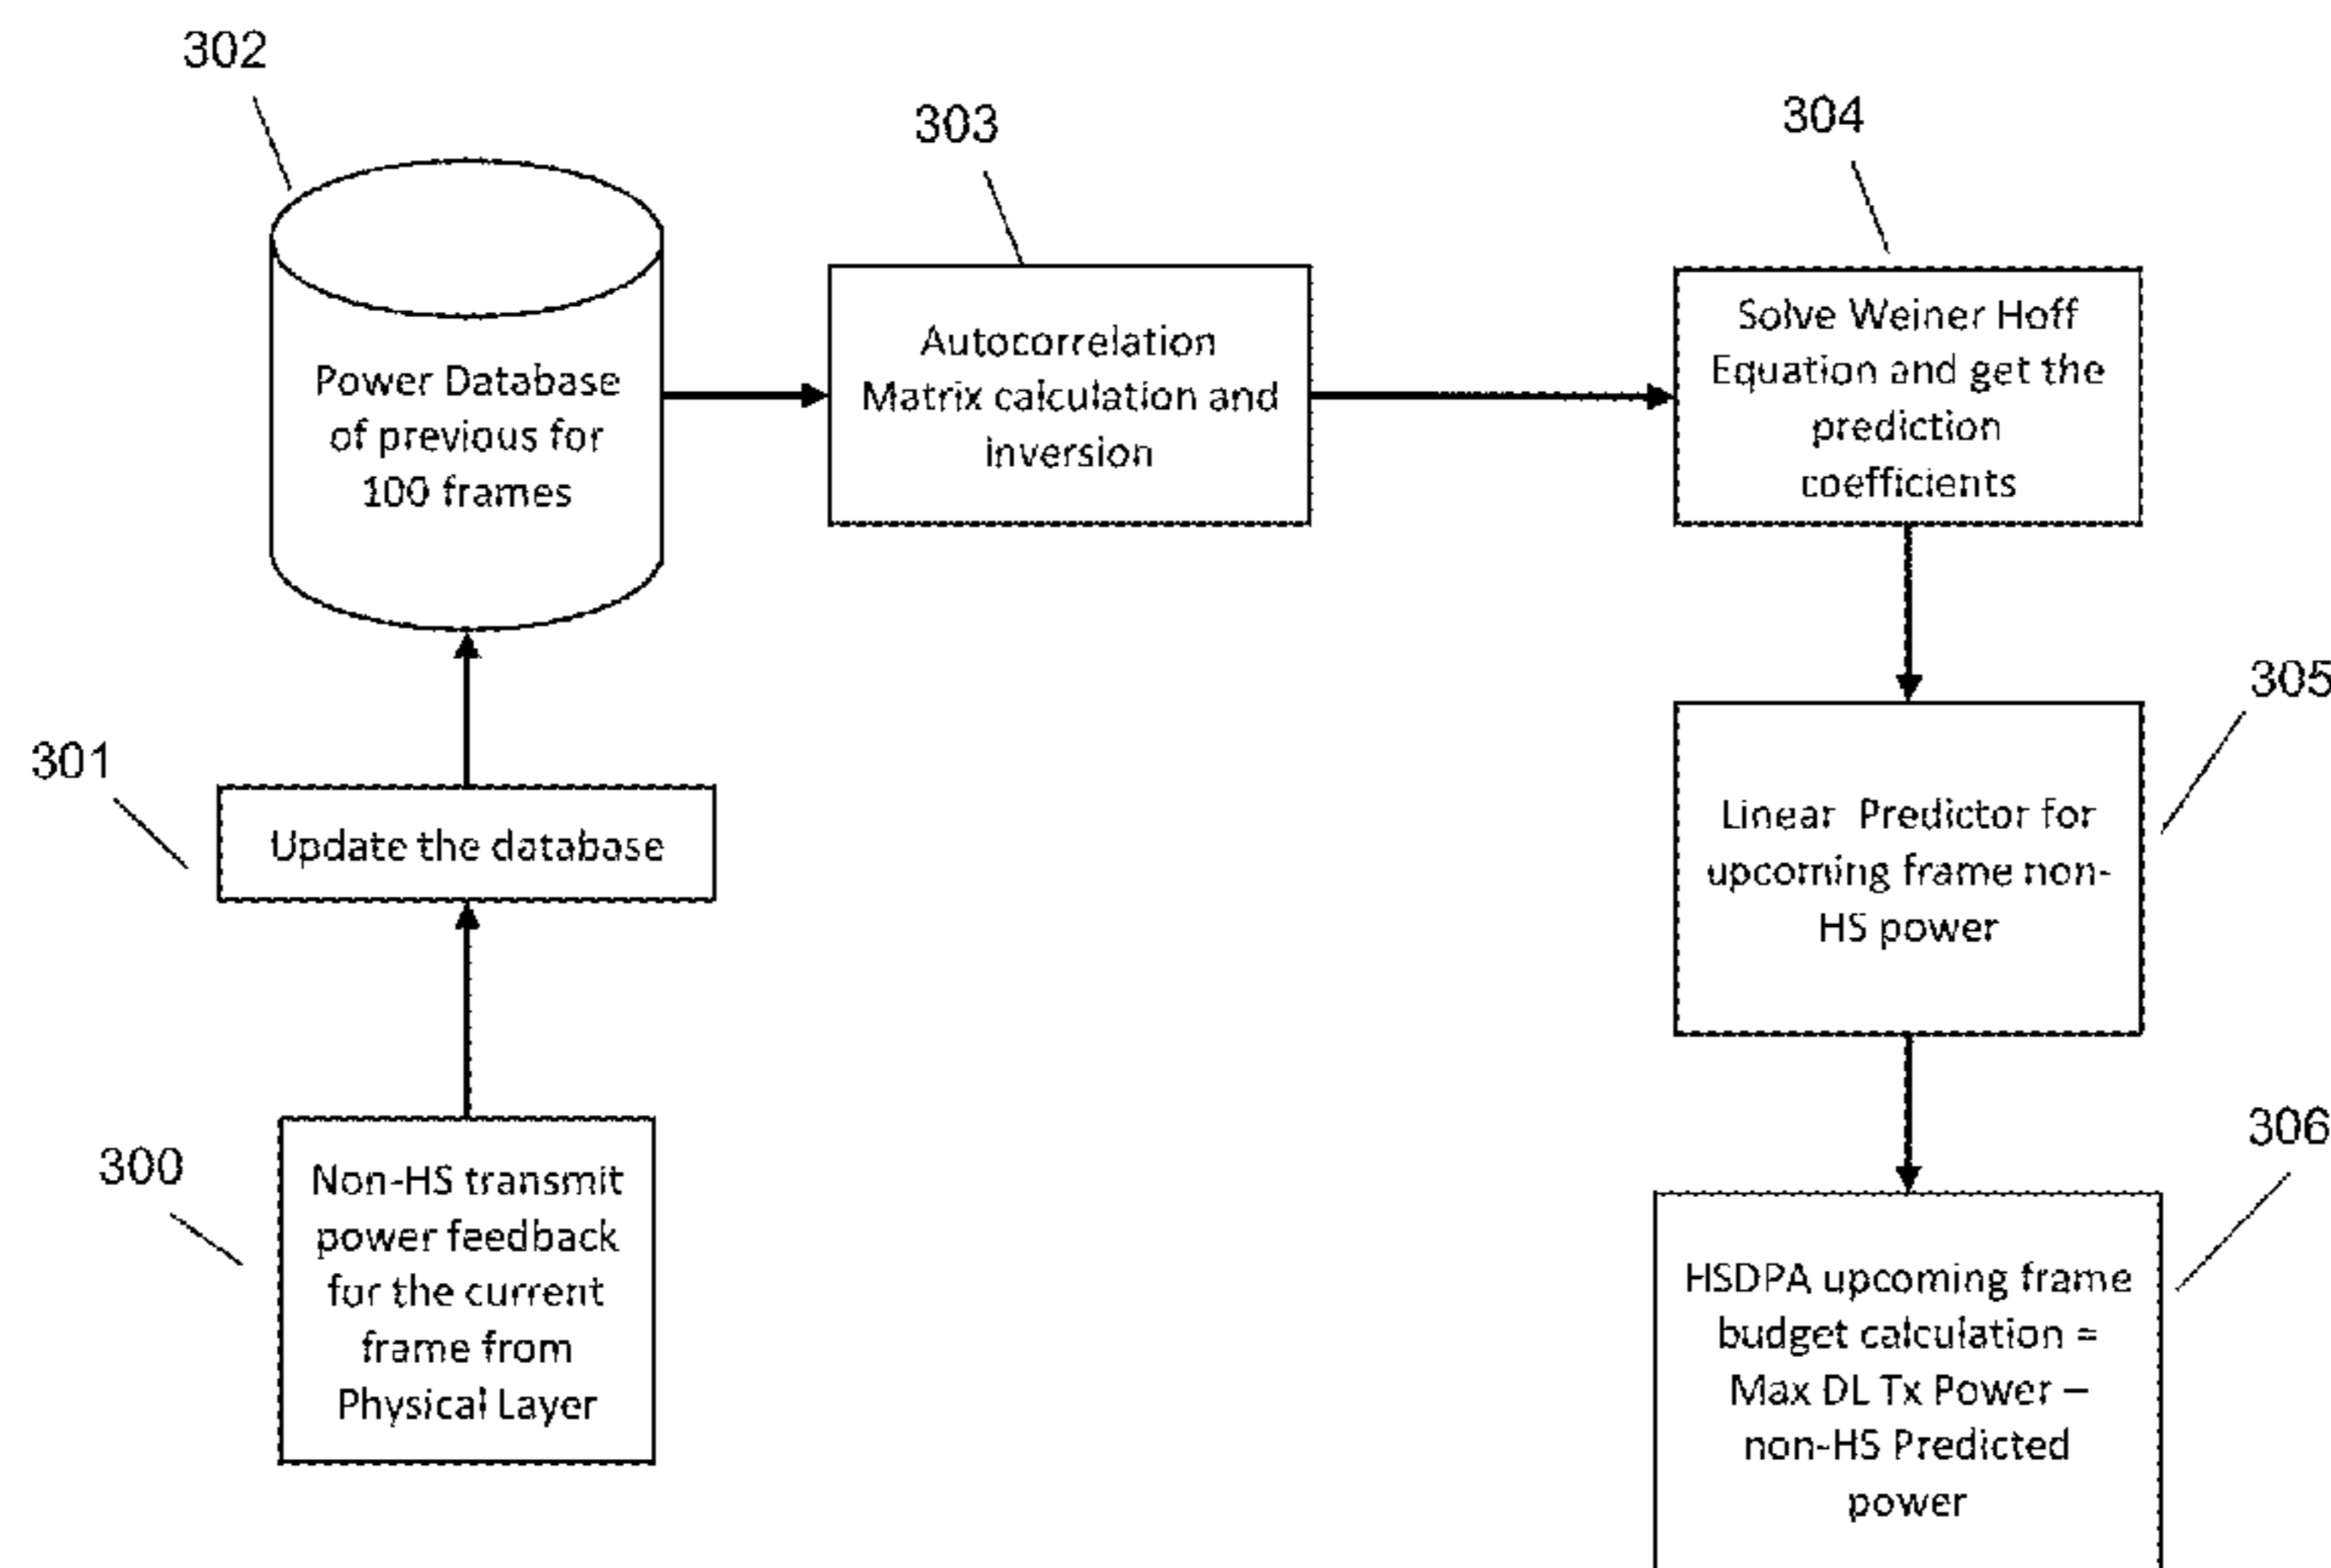 302
303
304
Power Database
of previous for
100 frames
Autocorrelation
Matrix calculation and
inversion
Solve Weiner Hoff
Equation and get the
prediction
coefficients
301
Update the database
305
Linear Predictor for
upcoming frame non-
HS power
300
Non-HS transmit
power feedback
for the current
frame from
Physical Layer
306
HSDPA upcoming frame
budget calculation =
Max DL Tx Power –
non-HS Predicted
power